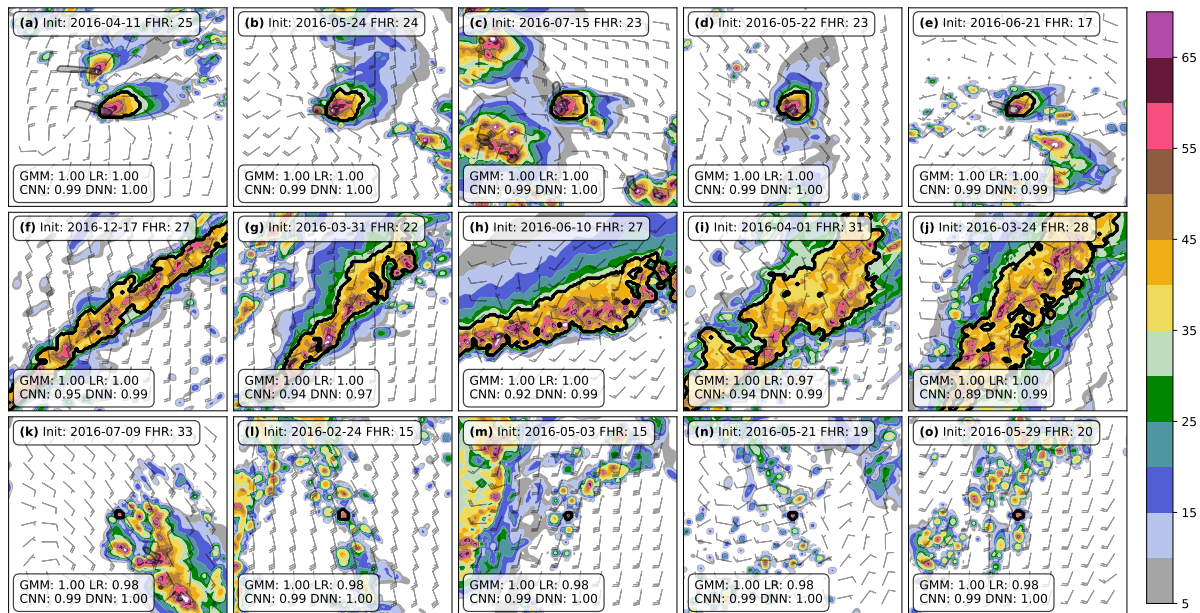 (a) Init: 2016-04-11 FHR: 25
GMM: 1.00 LR: 1.00
CNN: 0.99 DNN: 1.00
(b) Init: 2016-05-24 FHR: 24
GMM: 1.00 LR: 1.00
CNN: 0.99 DNN: 1.00
(c) Init: 2016-07-15 FHR: 23
GMM: 1.00 LR: 1.00
CNN: 0.99 DNN: 1.00
(d) Init: 2016-05-22 FHR: 23
GMM: 1.00 LR: 1.00
CNN: 0.99 DNN: 1.00
(e) Init: 2016-06-21 FHR: 17
GMM: 1.00 LR: 1.00
CNN: 0.99 DNN: 0.99
(f) Init: 2016-12-17 FHR: 27
GMM: 1.00 LR: 1.00
CNN: 0.95 DNN: 0.99
(g) Init: 2016-03-31 FHR: 22
GMM: 1.00 LR: 1.00
CNN: 0.94 DNN: 0.97
(h) Init: 2016-06-10 FHR: 27
GMM: 1.00 LR: 1.00
CNN: 0.92 DNN: 0.99
(i) Init: 2016-04-01 FHR: 31
GMM: 1.00 LR: 0.97
CNN: 0.94 DNN: 0.99
(j) Init: 2016-03-24 FHR: 28
GMM: 1.00 LR: 1.00
CNN: 0.89 DNN: 0.99
(k) Init: 2016-07-09 FHR: 33
GMM: 1.00 LR: 0.98
CNN: 0.99 DNN: 1.00
(l) Init: 2016-02-24 FHR: 15
GMM: 1.00 LR: 0.98
CNN: 0.99 DNN: 1.00
(m) Init: 2016-05-03 FHR: 15
GMM: 1.00 LR: 0.98
CNN: 0.99 DNN: 1.00
(n) Init: 2016-05-21 FHR: 19
GMM: 1.00 LR: 0.98
CNN: 0.99 DNN: 1.00
(o) Init: 2016-05-29 FHR: 20
GMM: 1.00 LR: 0.98
CNN: 0.99 DNN: 1.00
65
55
45
35
25
15
5